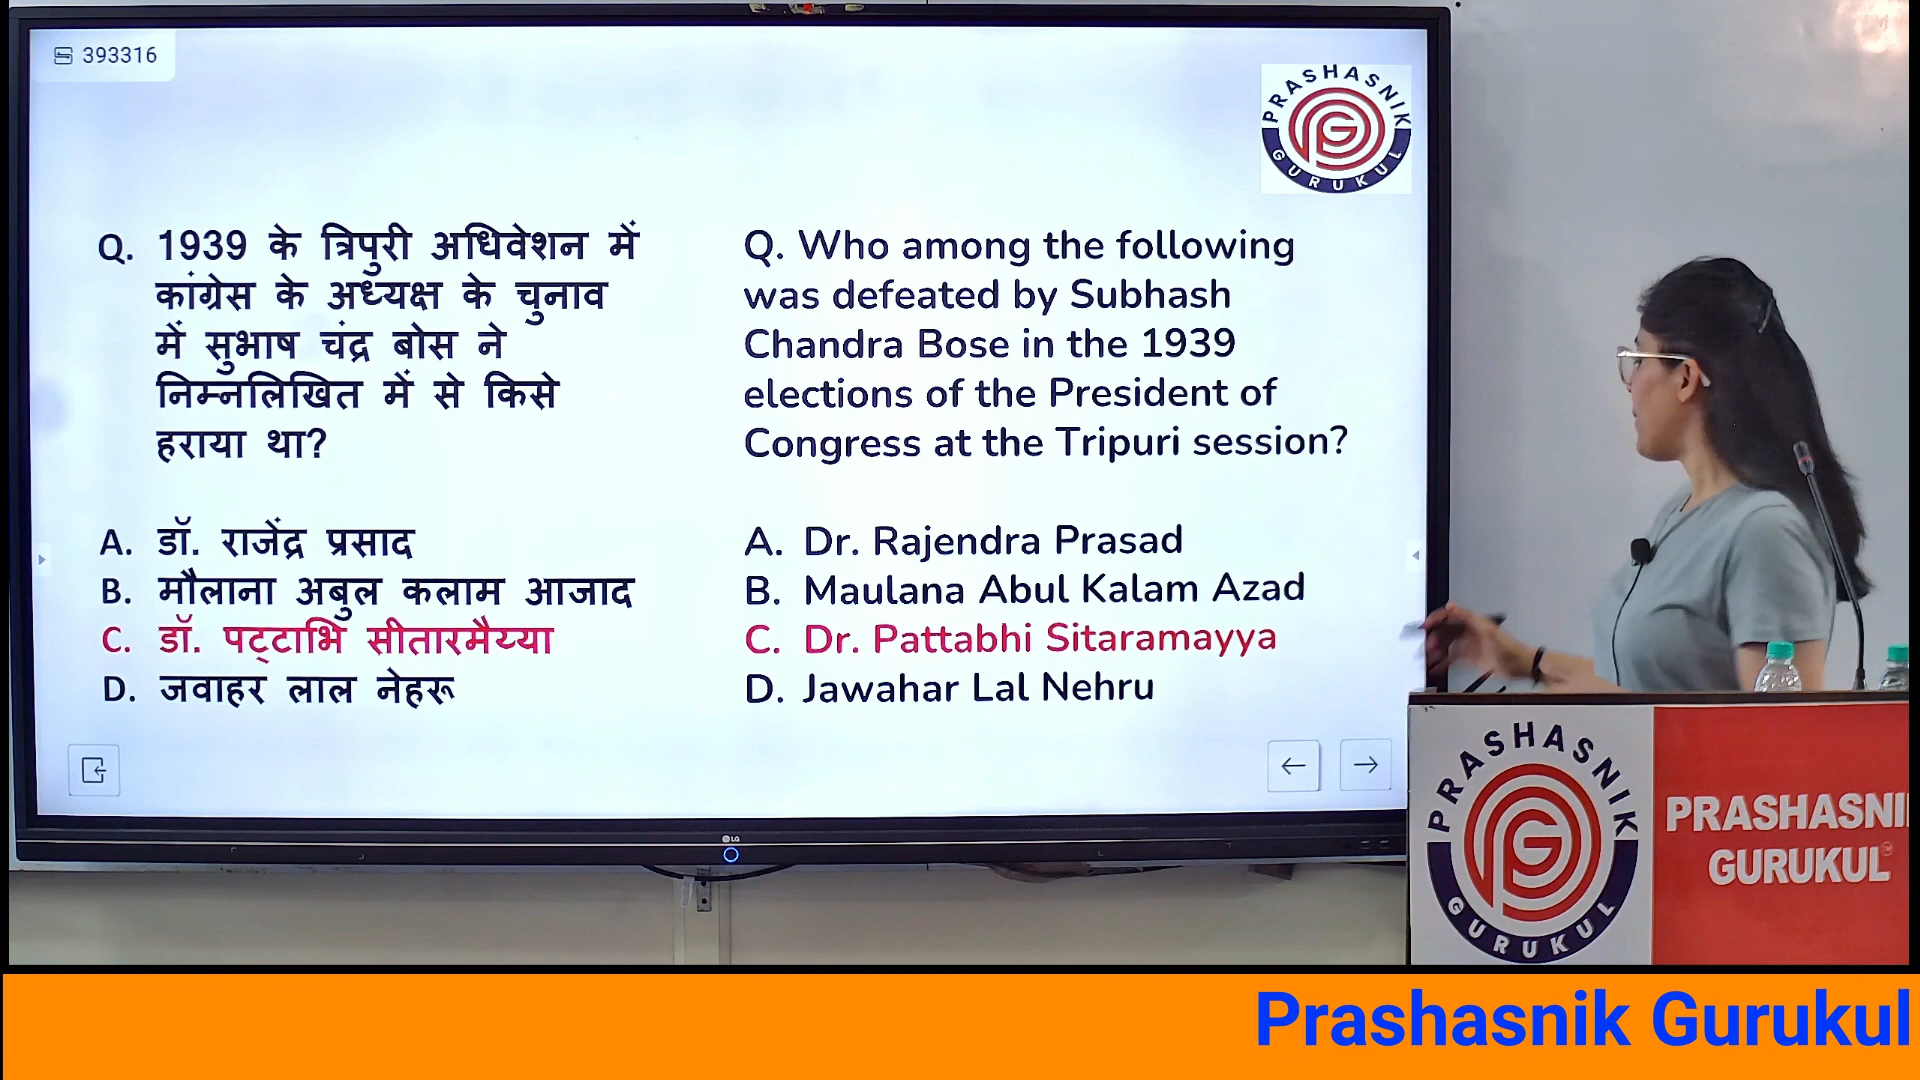 393316
PRASHASNIK
GURUKUL
Q. 1939 के त्रिपुरी अधिवेशन में
कांग्रेस के अध्यक्ष के चुनाव
में सुभाष चंद्र बोस ने
निम्नलिखित में से किसे
हराया था?
A. डॉ. राजेंद्र प्रसाद
B. मौलाना अबुल कलाम आजाद
C. डॉ. पट्टाभि सीतारमैय्या
D. जवाहर लाल नेहरू
Q. Who among the following
was defeated by Subhash
Chandra Bose in the 1939
elections of the President of
Congress at the Tripuri session?
A. Dr. Rajendra Prasad
B. Maulana Abul Kalam Azad
C. Dr. Pattabhi Sitaramayya
D. Jawahar Lal Nehru
LG
PRASHASNIK
GURUKUL
PRASHASNI
GURUKUL™
Prashasnik Gurukul